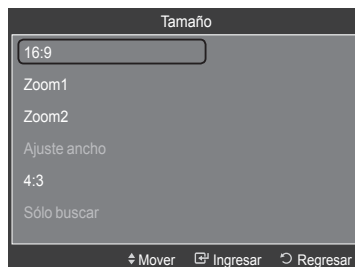 Tamaño
16:9
Zoom1
Zoom2
Ajuste ancho
4:3
Sólo buscar
Mover Ingresar Regresar